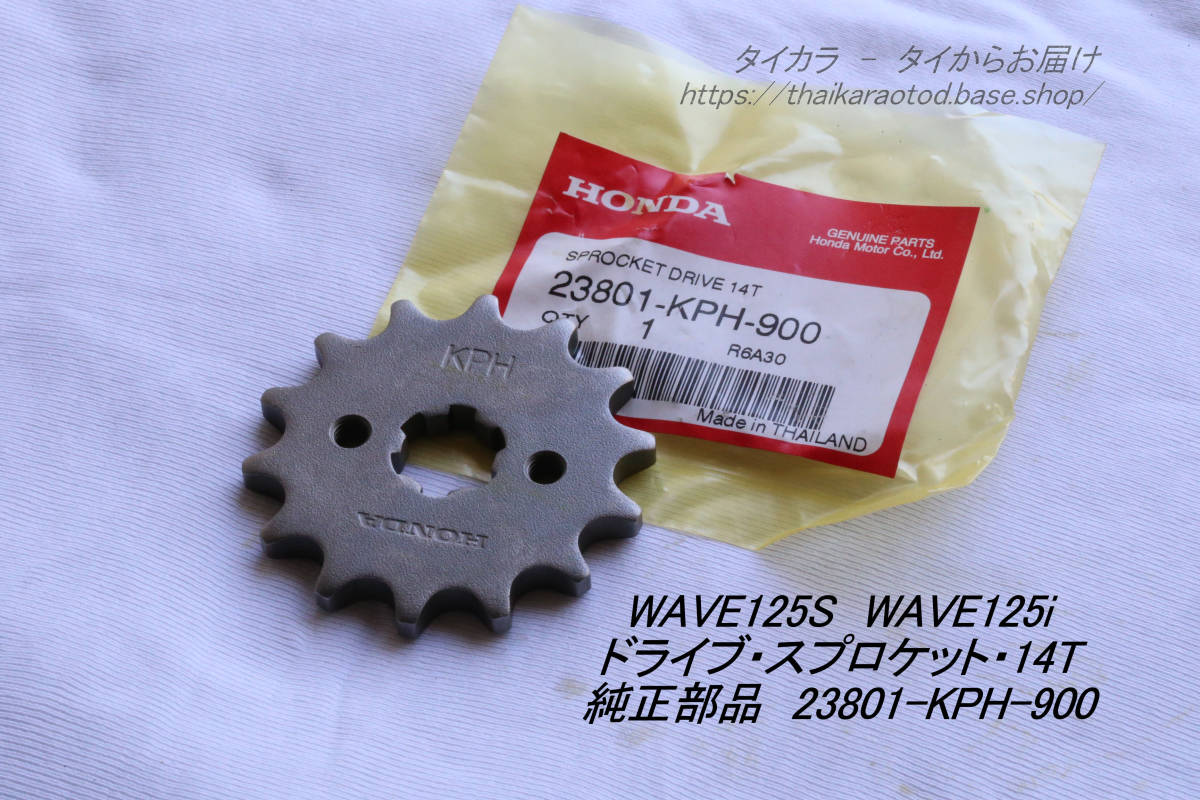 タイカラ - タイからお届け
https://thaikaraotod.base.shop/
HONDA
GENUINE PARTS
Honda Motor Co., Ltd.
SPROCKET DRIVE 14T
23801-KPH-900
QTY 1
R6A30
Made in THAILAND
KPH
HONDA
WAVE125S WAVE125i
ドライブ・スプロケット・14T
純正部品 23801-KPH-900